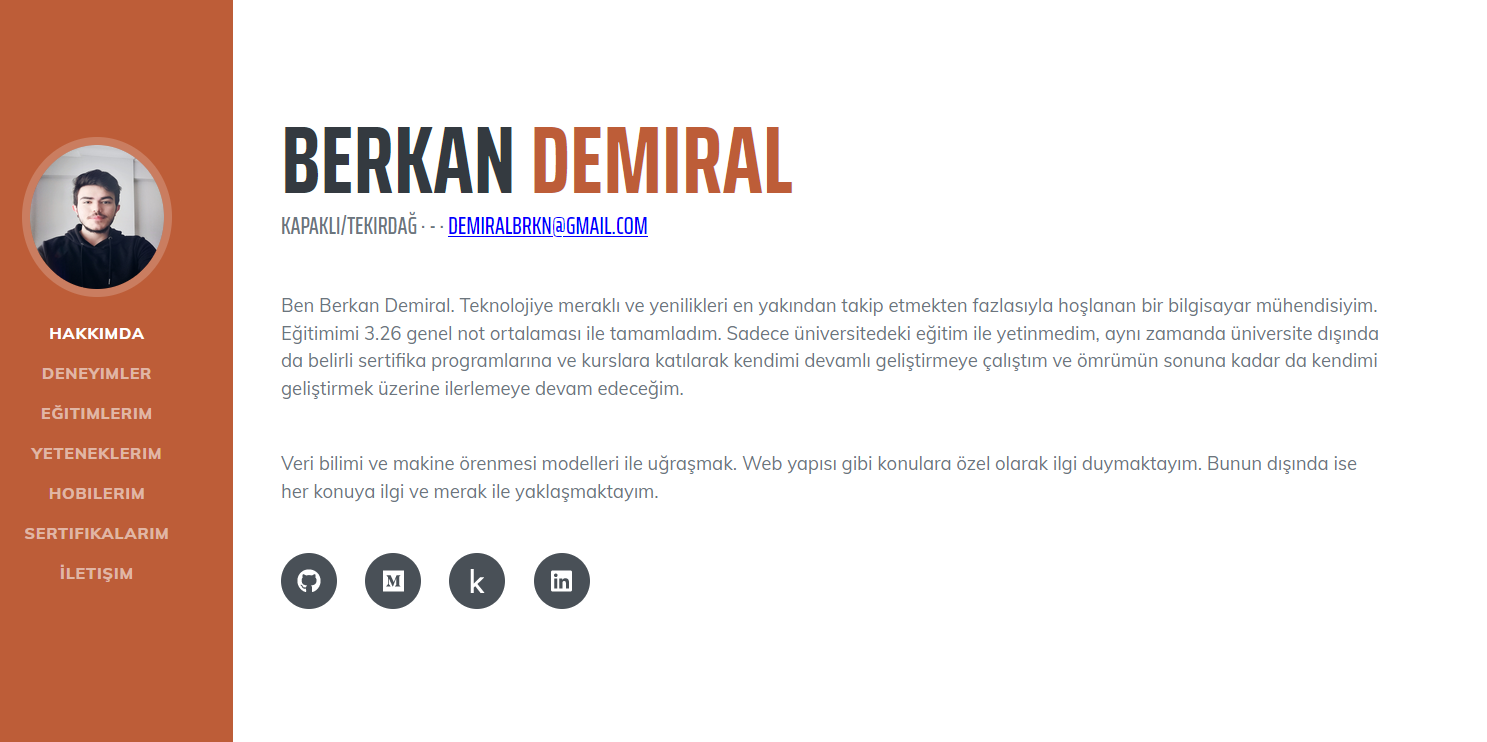 BERKAN DEMIRAL
KAPAKLI/TEKIRDAĞ · - · DEMIRALBRKN@GMAIL.COM
HAKKIMDA
DENEYIMLER
EĞITIMLERIM
YETENEKLERIM
HOBILERIM
SERTIFIKALARIM
İLETIŞIM
Ben Berkan Demiral. Teknolojiye meraklı ve yenilikleri en yakından takip etmekten fazlasıyla hoşlanan bir bilgisayar mühendisiyim.
Eğitimimi 3.26 genel not ortalaması ile tamamladım. Sadece üniversitedeki eğitim ile yetinmedim, aynı zamanda üniversite dışında
da belirli sertifika programlarına ve kurslara katılarak kendimi devamlı geliştirmeye çalıştım ve ömrümün sonuna kadar da kendimi
geliştirmek üzerine ilerlemeye devam edeceğim.
Veri bilimi ve makine örenmesi modelleri ile uğraşmak. Web yapısı gibi konulara özel olarak ilgi duymaktayım. Bunun dışında ise
her konuya ilgi ve merak ile yaklaşmaktayım.